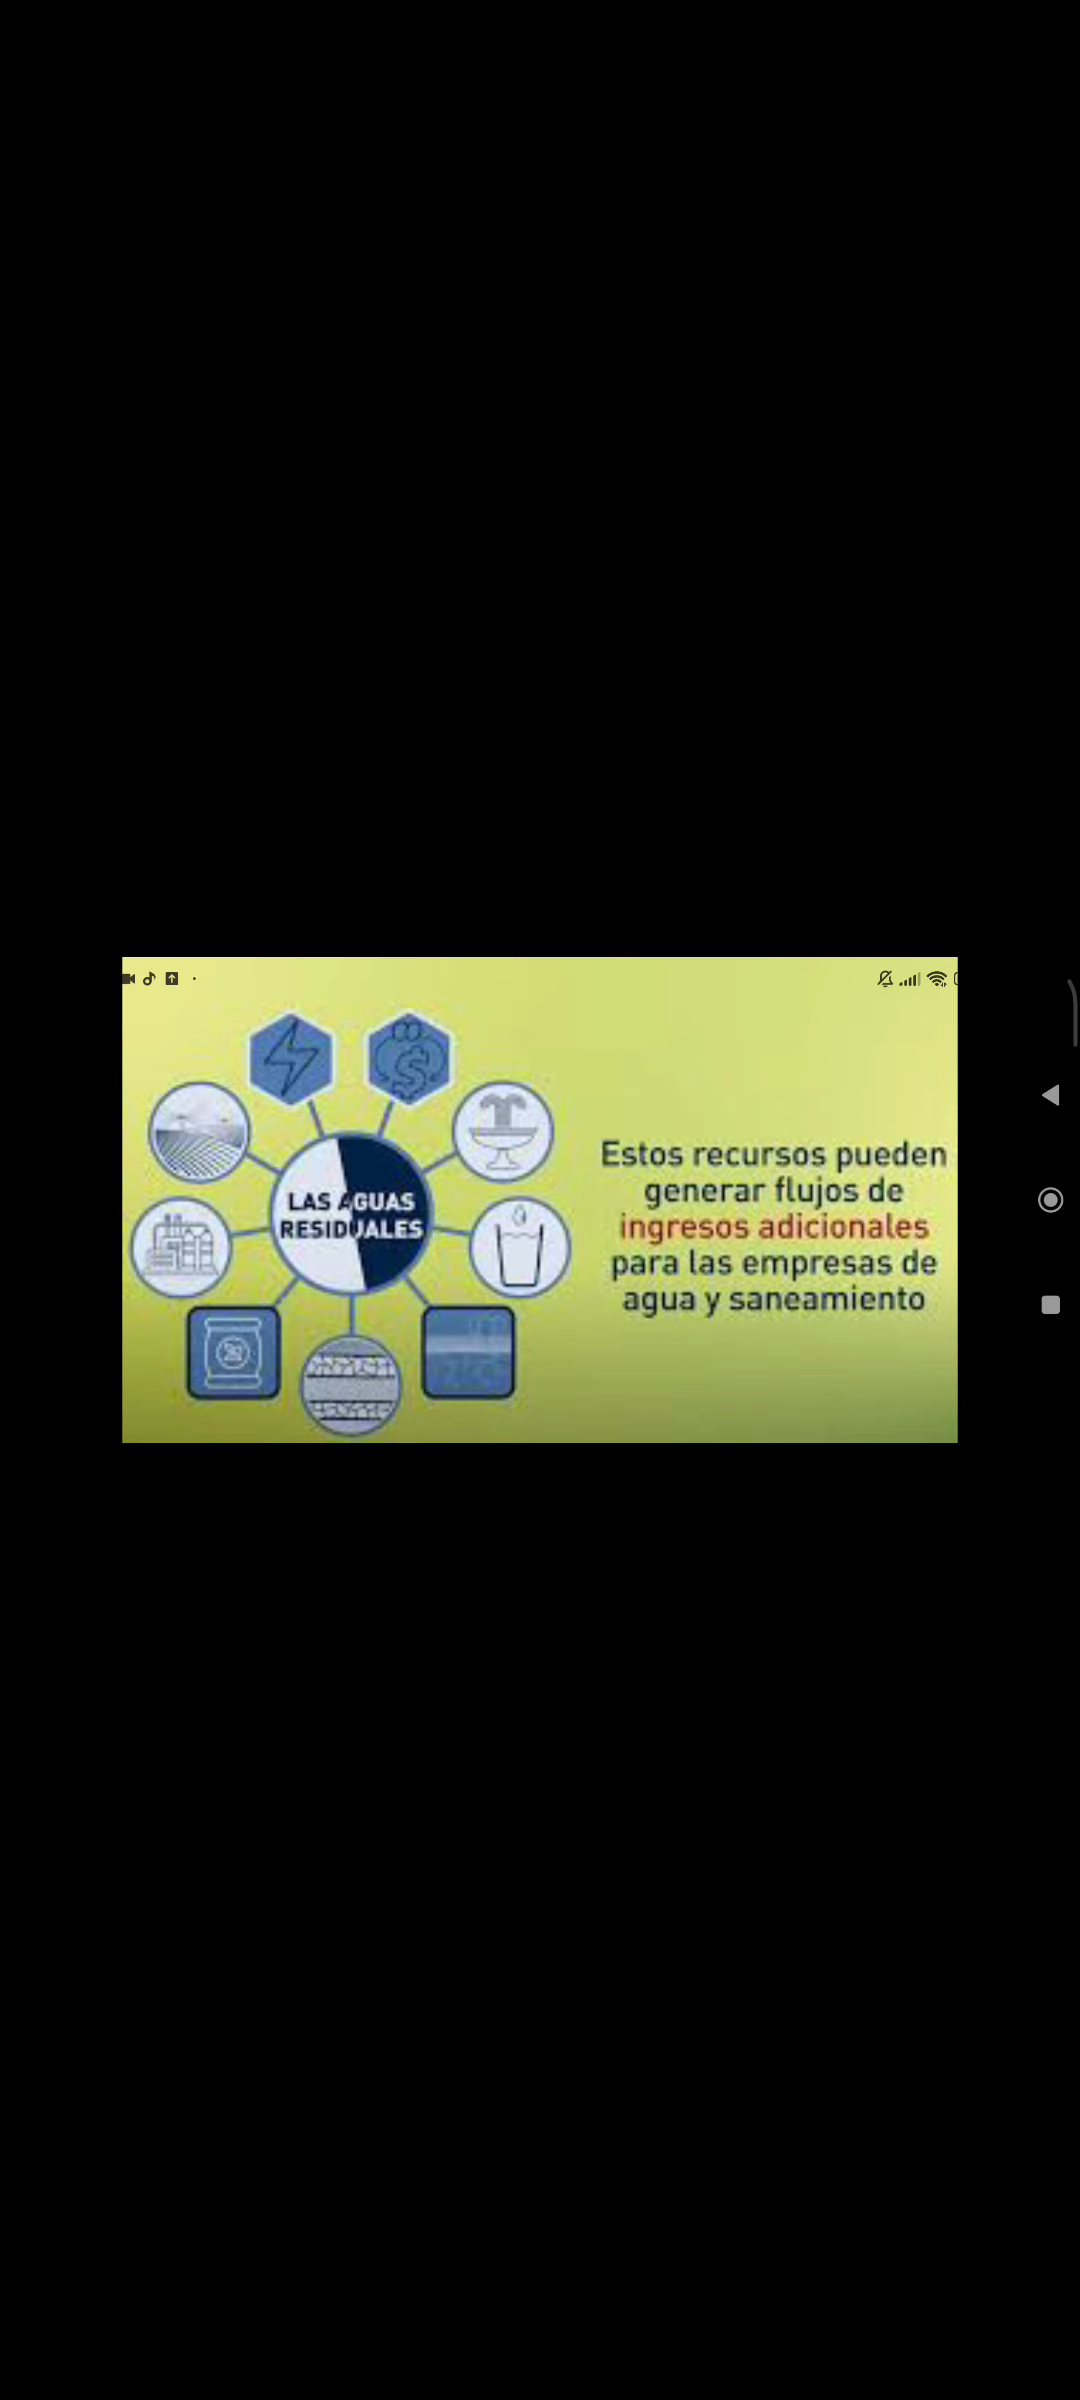 LAS AGUAS
RESIDUALES
Estos recursos pueden
generar flujos de
ingresos adicionales
para las empresas de
agua y saneamiento